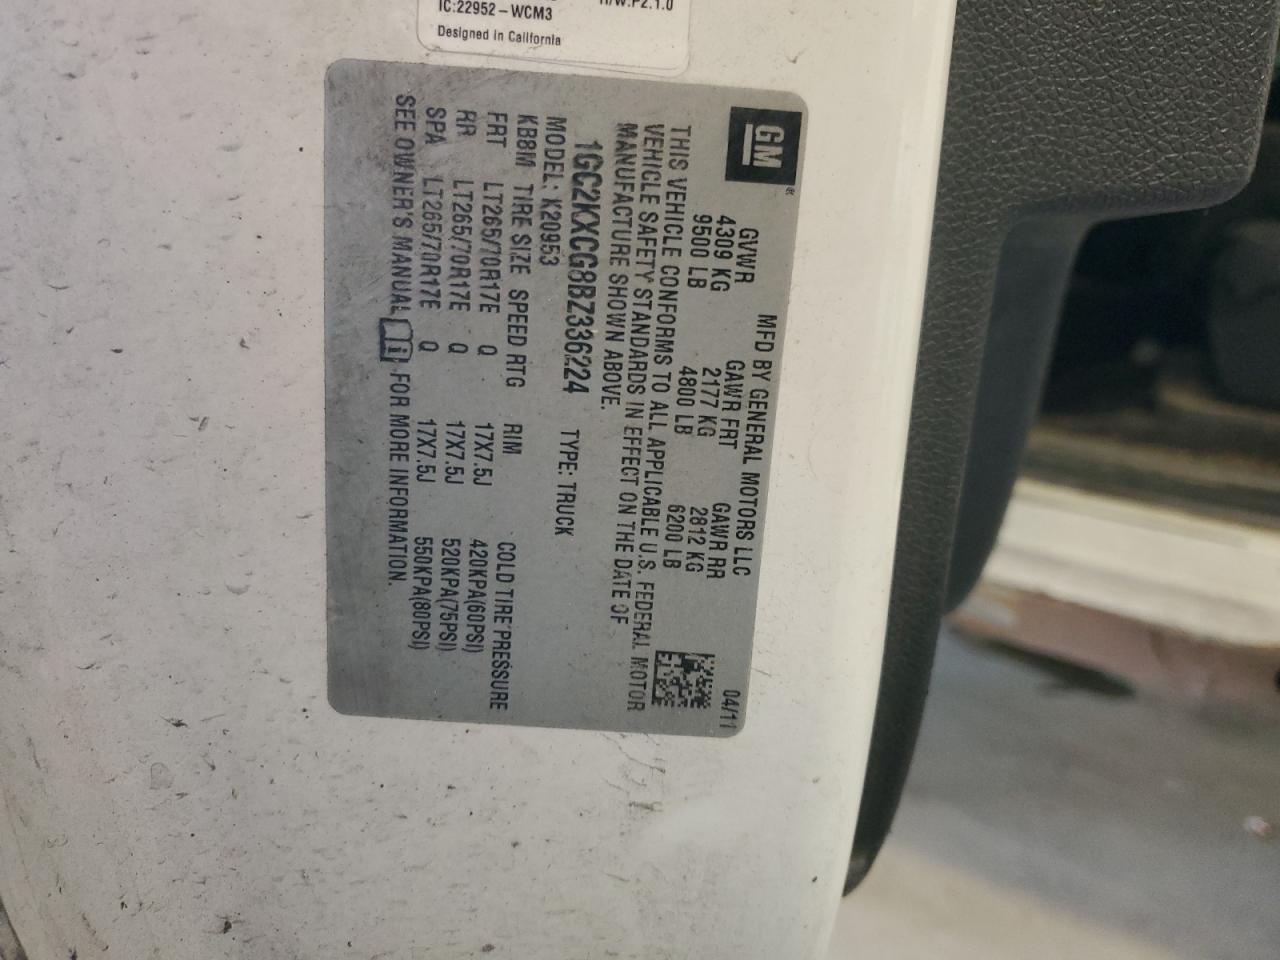 IC:22952-WCM3
Designed in California
GM
MFD BY GENERAL MOTORS LLC 04/11
GVWR GAWR FRT GAWR RR
4309 KG 2177 KG 2812 KG
9500 LB 4800 LB 6200 LB
THIS VEHICLE CONFORMS TO ALL APPLICABLE U.S. FEDERAL MOTOR
VEHICLE SAFETY STANDARDS IN EFFECT ON THE DATE OF
MANUFACTURE SHOWN ABOVE.
1GC2KXCG8BZ336224 TYPE: TRUCK
MODEL: K20953
KB8M TIRE SIZE SPEED RTG RIM COLD TIRE PRESSURE
FRT LT265/70R17E Q 17X7.5J 420KPA(60PSI)
RR LT265/70R17E Q 17X7.5J 520KPA(75PSI)
SPA LT265/70R17E Q 17X7.5J 550KPA(80PSI)
SEE OWNER'S MANUAL FOR MORE INFORMATION.